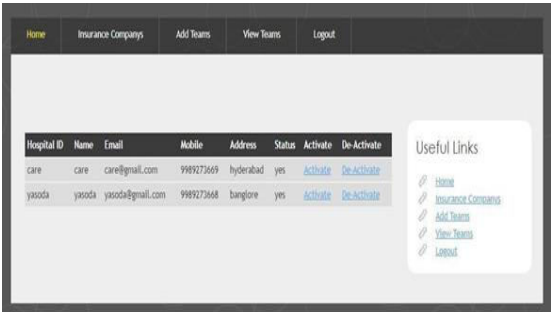 Home Insurance Companys Add Teams View Teams Logout
Hospital ID Name Email Mobile Address Status Activate De-Activate
care care care@gmail.com 9989273669 hyderabad yes Activate De-Activate
yasoda yasoda yasoda@gmail.com 9989273668 banglore yes Activate De-Activate
Useful Links
Home
Insurance Companys
Add Teams
View Teams
Logout